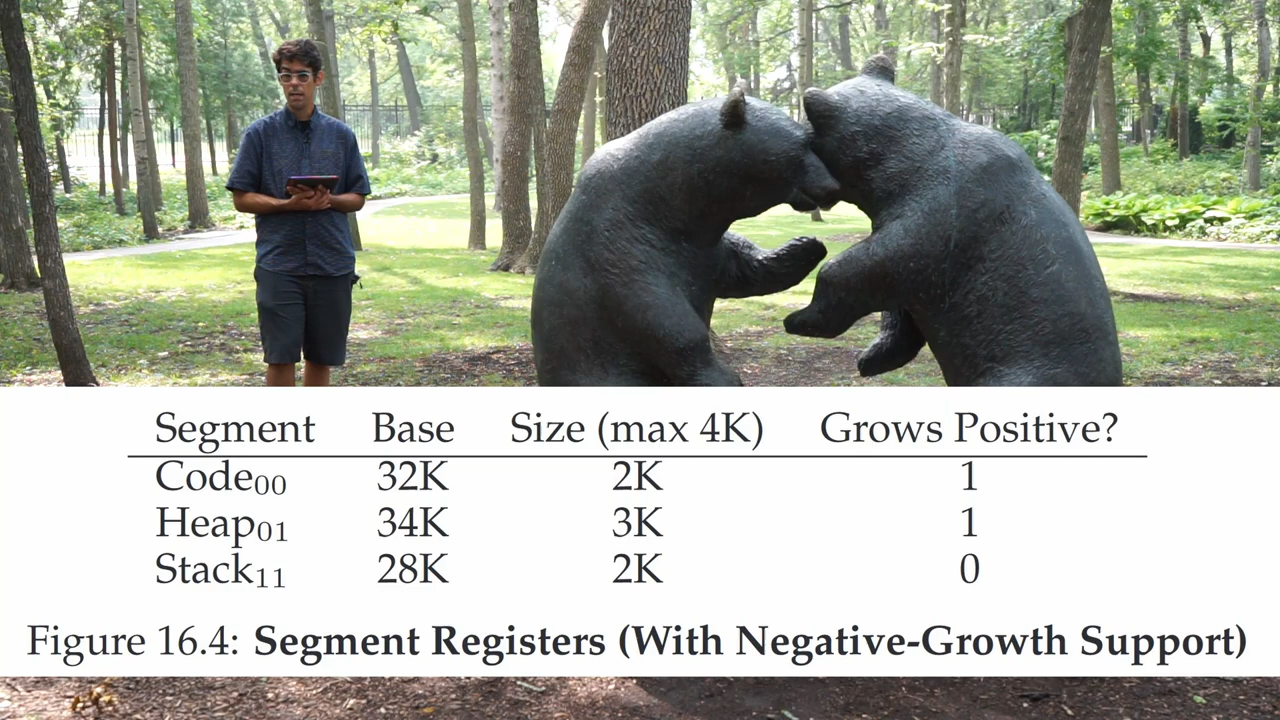 Segment Base Size (max 4K) Grows Positive?
Code₀₀ 32K 2K 1
Heap₀₁ 34K 3K 1
Stack₁₁ 28K 2K 0
Figure 16.4: Segment Registers (With Negative-Growth Support)